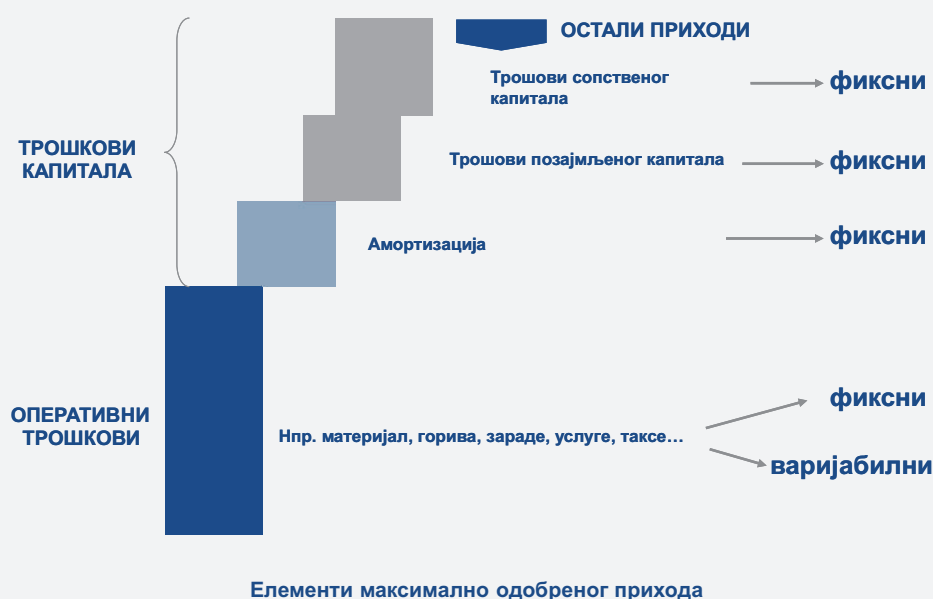 ОСТАЛИ ПРИХОДИ
Трошови сопственог
капитала
фиксни
ТРОШКОВИ
КАПИТАЛА
Трошови позајмљеног капитала
фиксни
Амортизација
фиксни
ОПЕРАТИВНИ
ТРОШКОВИ
Нпр. материјал, горива, зараде, услуге, таксе...
фиксни
варијабилни
Елементи максимално одобреног прихода